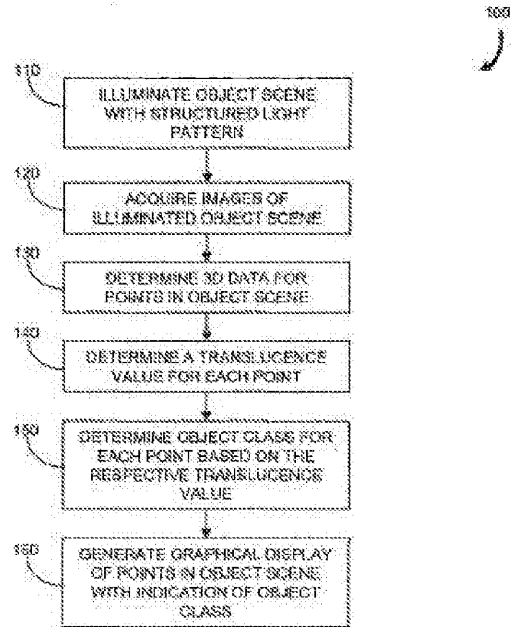 100
110
ILLUMINATE OBJECT SCENE
WITH STRUCTURED LIGHT
PATTERN
120
ACQUIRE IMAGES OF
ILLUMINATED OBJECT SCENE
130
DETERMINE 3D DATA FOR
POINTS IN OBJECT SCENE
140
DETERMINE A TRANSLUCENCE
VALUE FOR EACH POINT
150
DETERMINE OBJECT CLASS FOR
EACH POINT BASED ON THE
RESPECTIVE TRANSLUCENCE
VALUE
160
GENERATE GRAPHICAL DISPLAY
OF POINTS IN OBJECT SCENE
WITH INDICATION OF OBJECT
CLASS